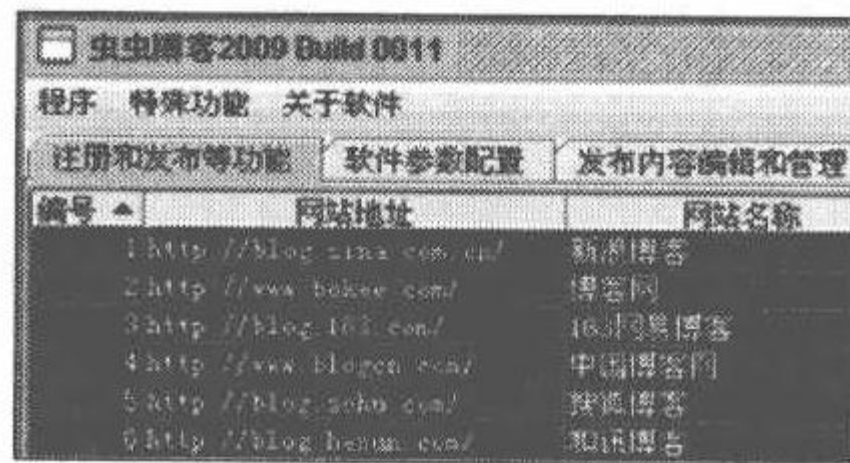 虫虫博客2009 Build 0011
程序 特殊功能 关于软件
注册和发布等功能 软件参数配置 发布内容编辑和管理
编号 网站地址 网站名称
1 http://blog.sina.com.cn/ 新浪博客
2 http://www.bokee.com/ 博客网
3 http://blog.163.com/ 163网易博客
4 http://www.blogcn.com/ 中国博客网
5 http://blog.sohu.com/ 搜狐博客
6 http://blog.hexun.com/ 和讯博客